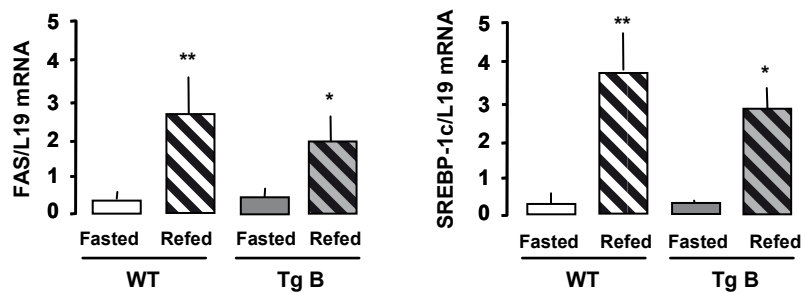 FAS/L19 mRNA
5
4
3
2
1
0
**
*
Fasted Refed Fasted Refed
WT Tg B
SREBP-1c/L19 mRNA
5
4
3
2
1
0
**
*
Fasted Refed Fasted Refed
WT Tg B